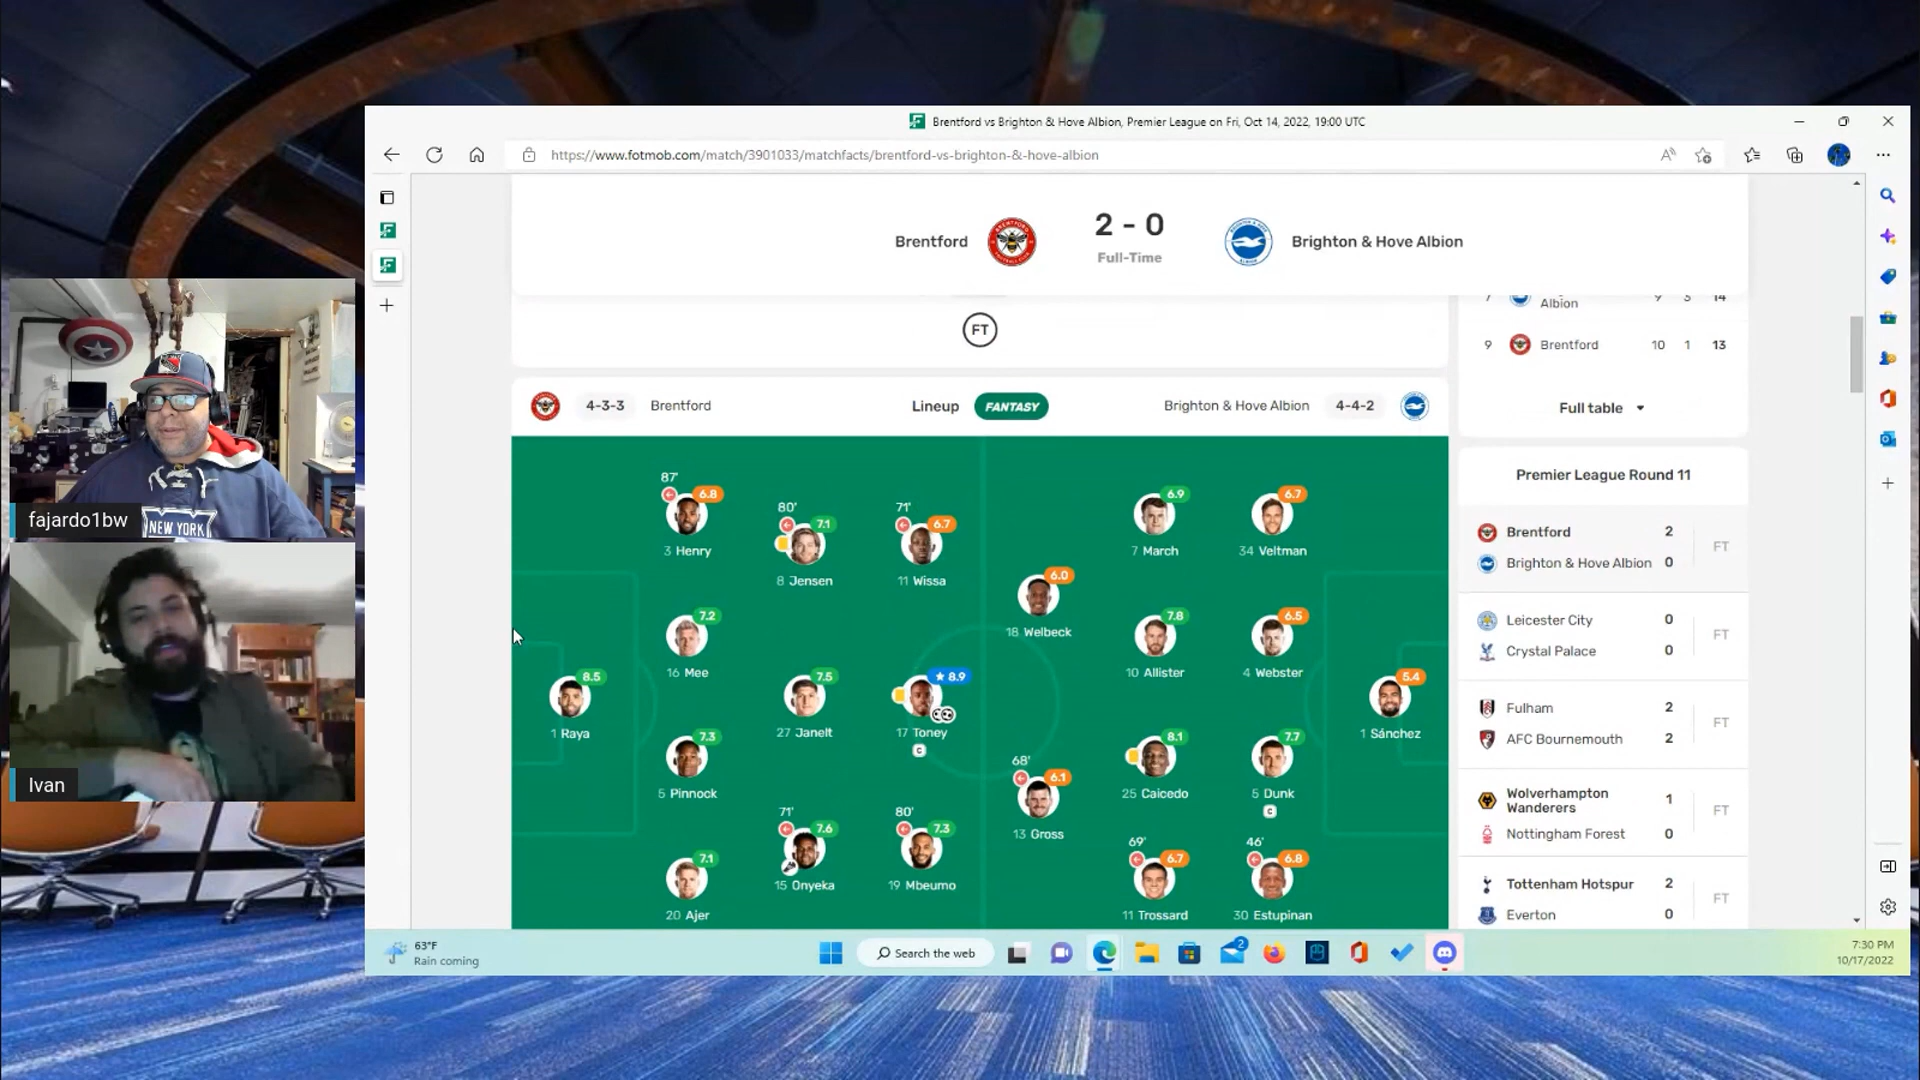 Brentford vs Brighton & Hove Albion, Premier League on Fri, Oct 14, 2022, 19:00 UTC
https://www.fotmob.com/match/3901033/matchfacts/brentford-vs-brighton-&-hove-albion
Brentford
2 - 0
Full-Time
Brighton & Hove Albion
FT
7 Albion 9 3 14
9 Brentford 10 1 13
Full table
4-3-3 Brentford
Lineup FANTASY
Brighton & Hove Albion 4-4-2
8.5
1 Raya
87' 6.8
3 Henry
7.2
16 Mee
7.3
5 Pinnock
7.1
20 Ajer
80' 7.1
8 Jensen
7.5
27 Janelt
71' 7.6
15 Onyeka
71' 6.7
11 Wissa
8.9
17 Toney
C
80' 7.3
19 Mbeumo
6.0
18 Welbeck
68' 6.1
13 Gross
6.9
7 March
7.8
10 Allister
8.1
25 Caicedo
69' 6.7
11 Trossard
6.7
34 Veltman
6.5
4 Webster
7.7
5 Dunk
C
46' 6.8
30 Estupinan
5.4
1 Sánchez
Premier League Round 11
Brentford 2
Brighton & Hove Albion 0
FT
Leicester City 0
Crystal Palace 0
FT
Fulham 2
AFC Bournemouth 2
FT
Wolverhampton
Wanderers 1
Nottingham Forest 0
FT
Tottenham Hotspur 2
Everton 0
FT
fajardo1bw
NEW YORK
Ivan
63°F
Rain coming
Search the web
2
7:30 PM
10/17/2022